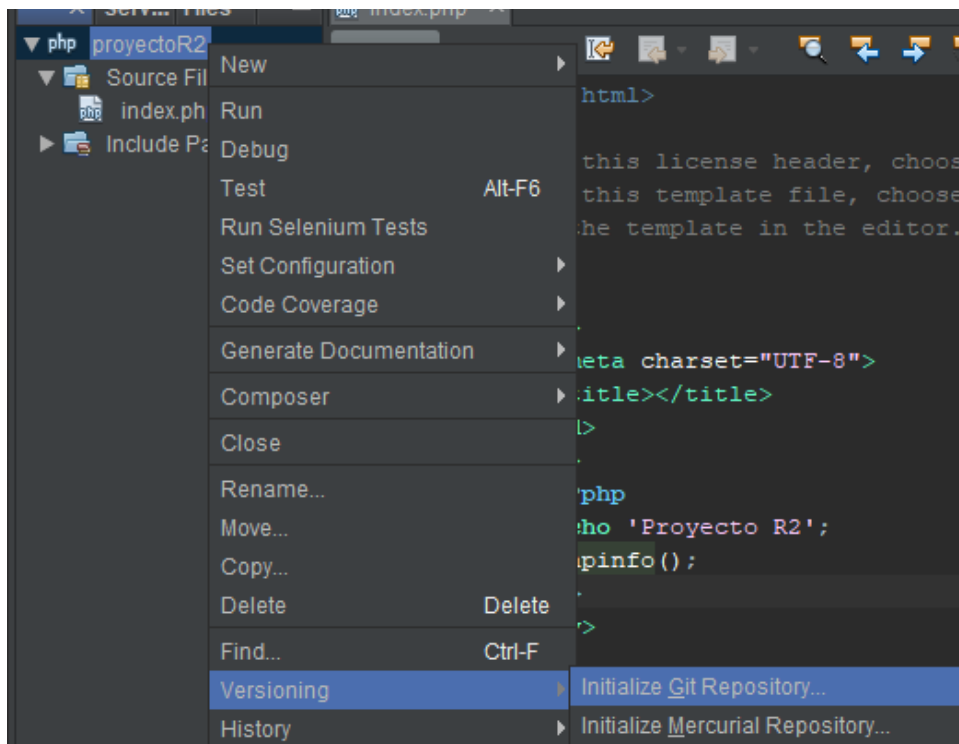 Files
index.php
php proyectoR2
Source Fil
index.ph
Include Pa
New
Run
Debug
Test Alt-F6
Run Selenium Tests
Set Configuration
Code Coverage
Generate Documentation
Composer
Close
Rename...
Move...
Copy...
Delete Delete
Find... Ctrl-F
Versioning
History
Initialize Git Repository...
Initialize Mercurial Repository...
html>
this license header, choos
this template file, choose
he template in the editor.
eta charset="UTF-8">
itle></title>
>
?php
ho 'Proyecto R2';
pinfo();
>